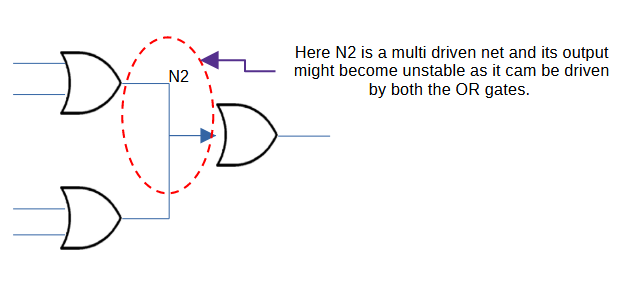 N2
Here N2 is a multi driven net and its output
might become unstable as it cam be driven
by both the OR gates.